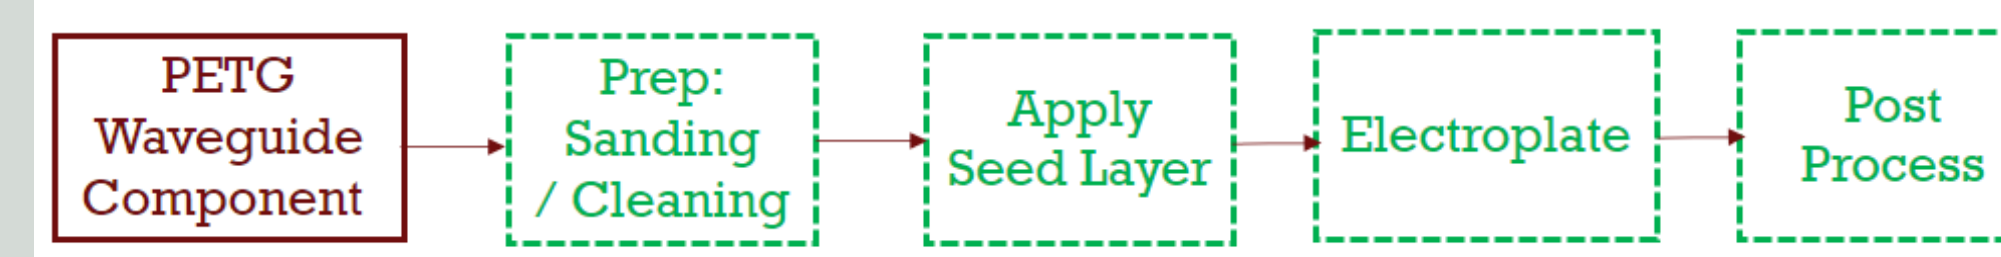 PETG
Waveguide
Component
Prep:
Sanding
/ Cleaning
Apply
Seed Layer
Electroplate
Post
Process